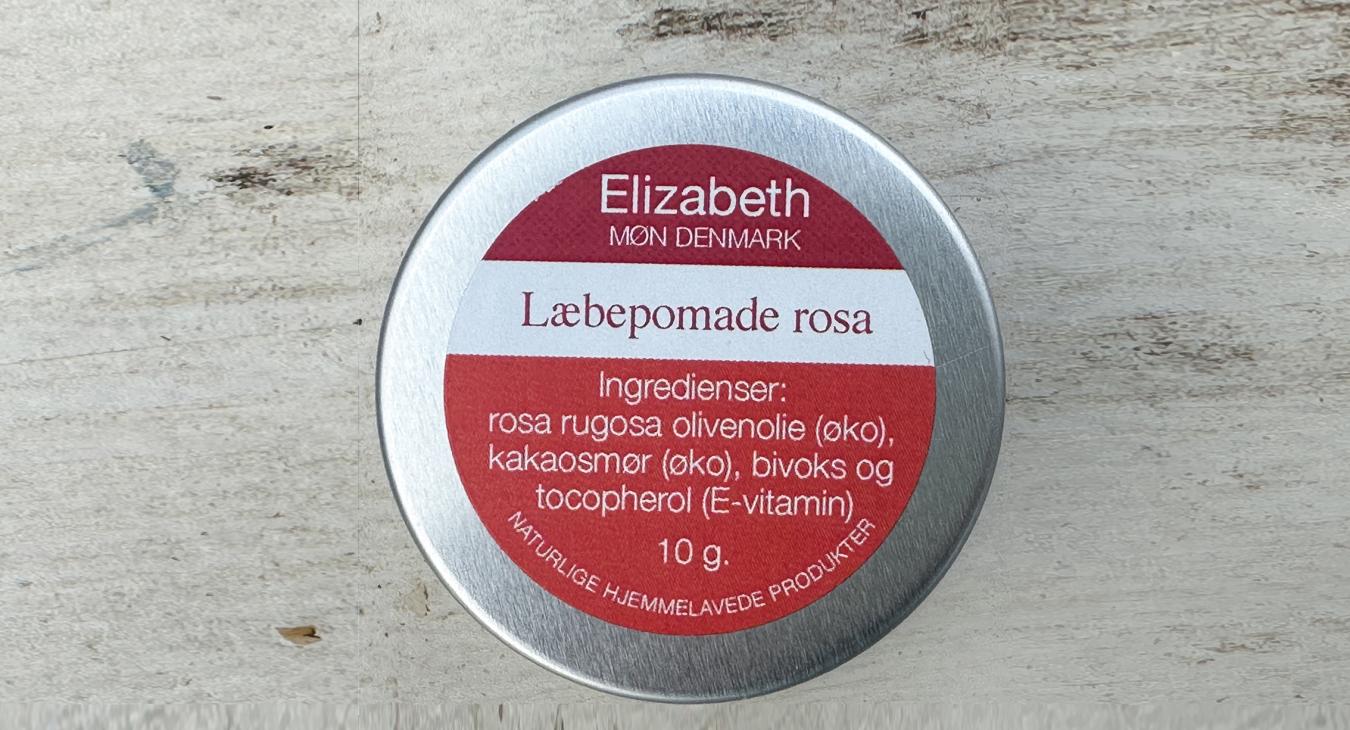 Elizabeth
MØN DENMARK
Læbepomade rosa
Ingredienser:
rosa rugosa olivenolie (øko),
kakaosmør (øko), bivoks og
tocopherol (E-vitamin)
10 g.
NATURLIGE HJEMMELAVEDE PRODUKTER